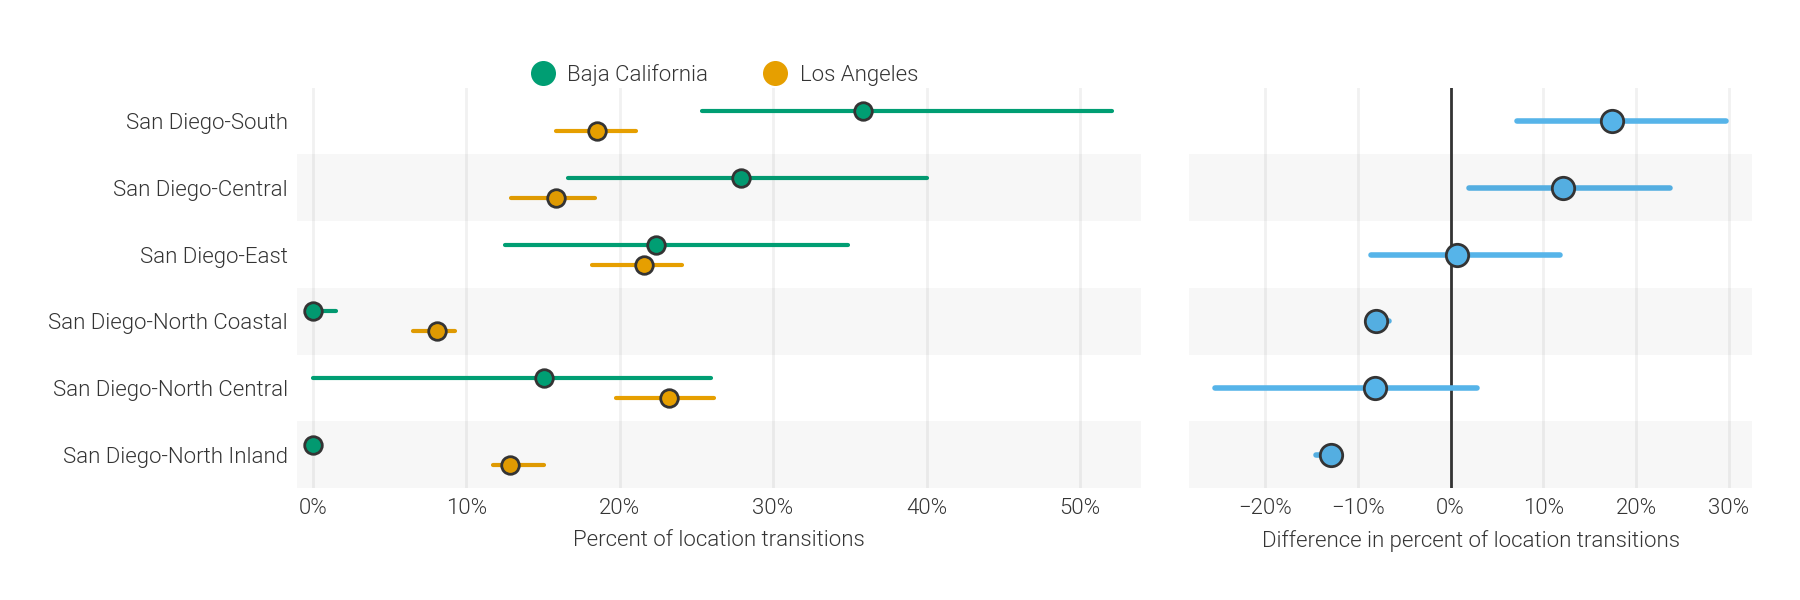 Baja California Los Angeles
San Diego-South
San Diego-Central
San Diego-East
San Diego-North Coastal
San Diego-North Central
San Diego-North Inland
0% 10% 20% 30% 40% 50%
Percent of location transitions
−20% −10% 0% 10% 20% 30%
Difference in percent of location transitions